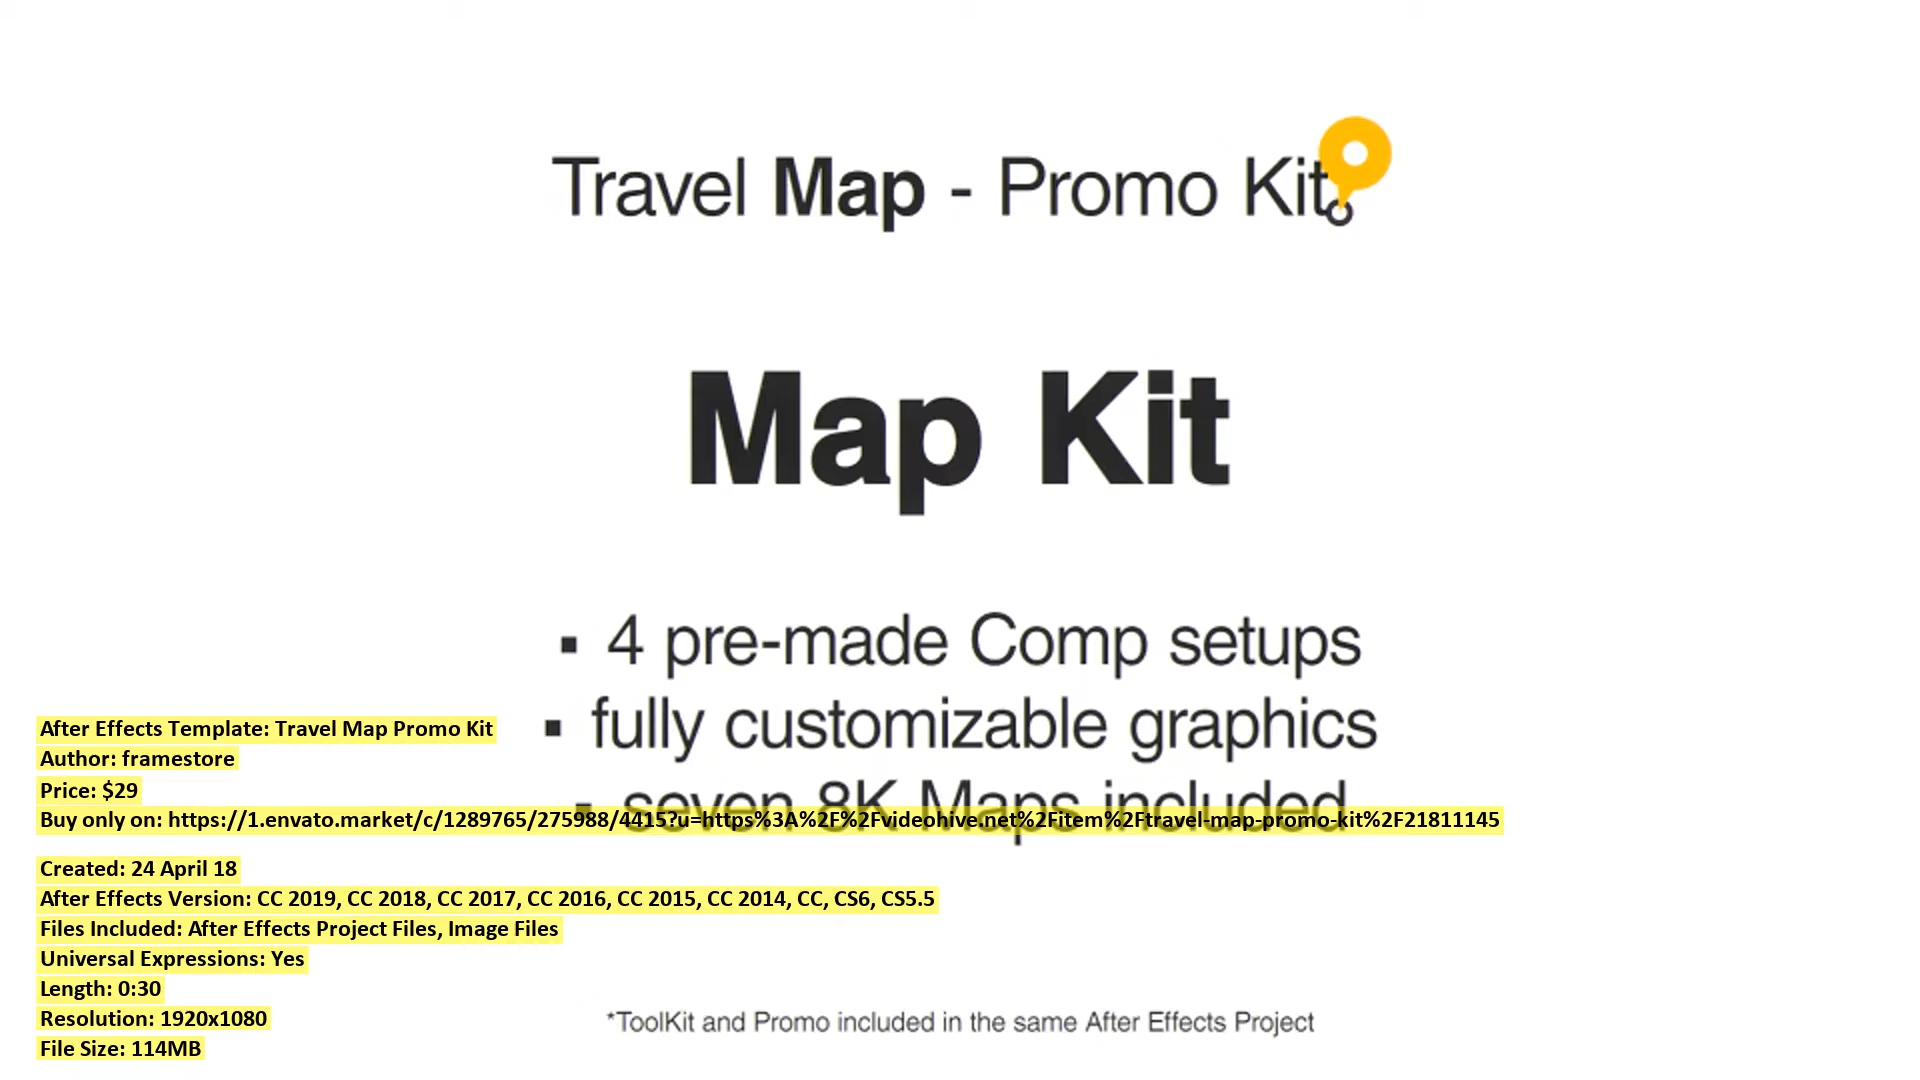 Travel Map - Promo Kit
Map Kit
▪ 4 pre-made Comp setups
▪ fully customizable graphics
▪ seven 8K Maps included
After Effects Template: Travel Map Promo Kit
Author: framestore
Price: $29
Buy only on: https://1.envato.market/c/1289765/275988/4415?u=https%3A%2F%2Fvideohive.net%2Fitem%2Ftravel-map-promo-kit%2F21811145
Created: 24 April 18
After Effects Version: CC 2019, CC 2018, CC 2017, CC 2016, CC 2015, CC 2014, CC, CS6, CS5.5
Files Included: After Effects Project Files, Image Files
Universal Expressions: Yes
Length: 0:30
Resolution: 1920x1080
File Size: 114MB
*ToolKit and Promo included in the same After Effects Project